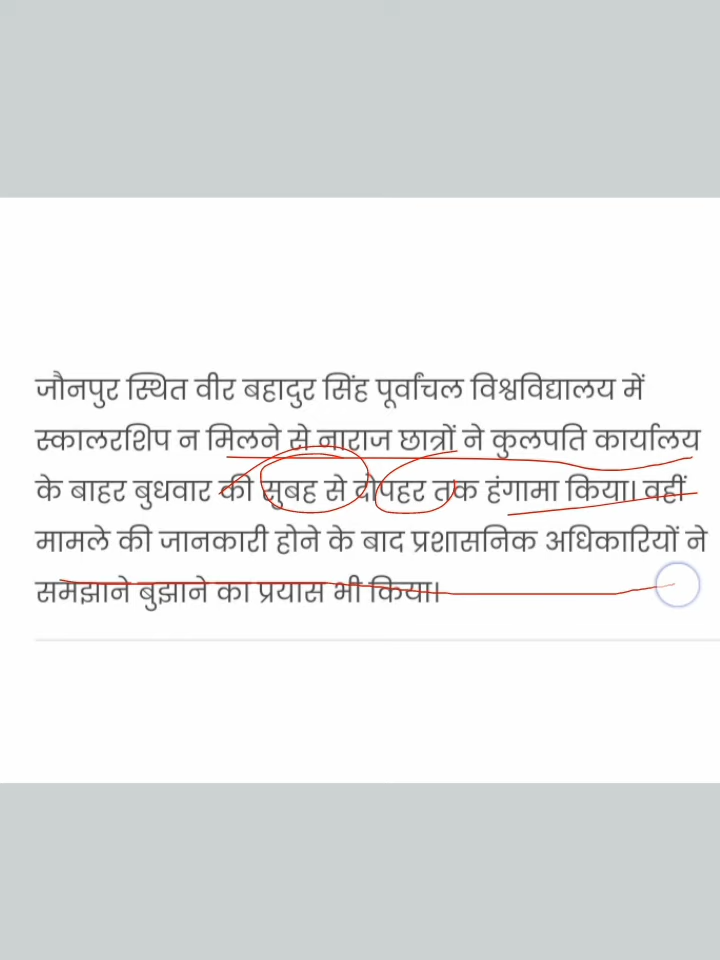 जौनपुर स्थित वीर बहादुर सिंह पूर्वांचल विश्वविद्यालय में
स्कालरशिप न मिलने से नाराज छात्रों ने कुलपति कार्यालय
के बाहर बुधवार की सुबह से दोपहर तक हंगामा किया। वहीं
मामले की जानकारी होने के बाद प्रशासनिक अधिकारियों ने
समझाने बुझाने का प्रयास भी किया।